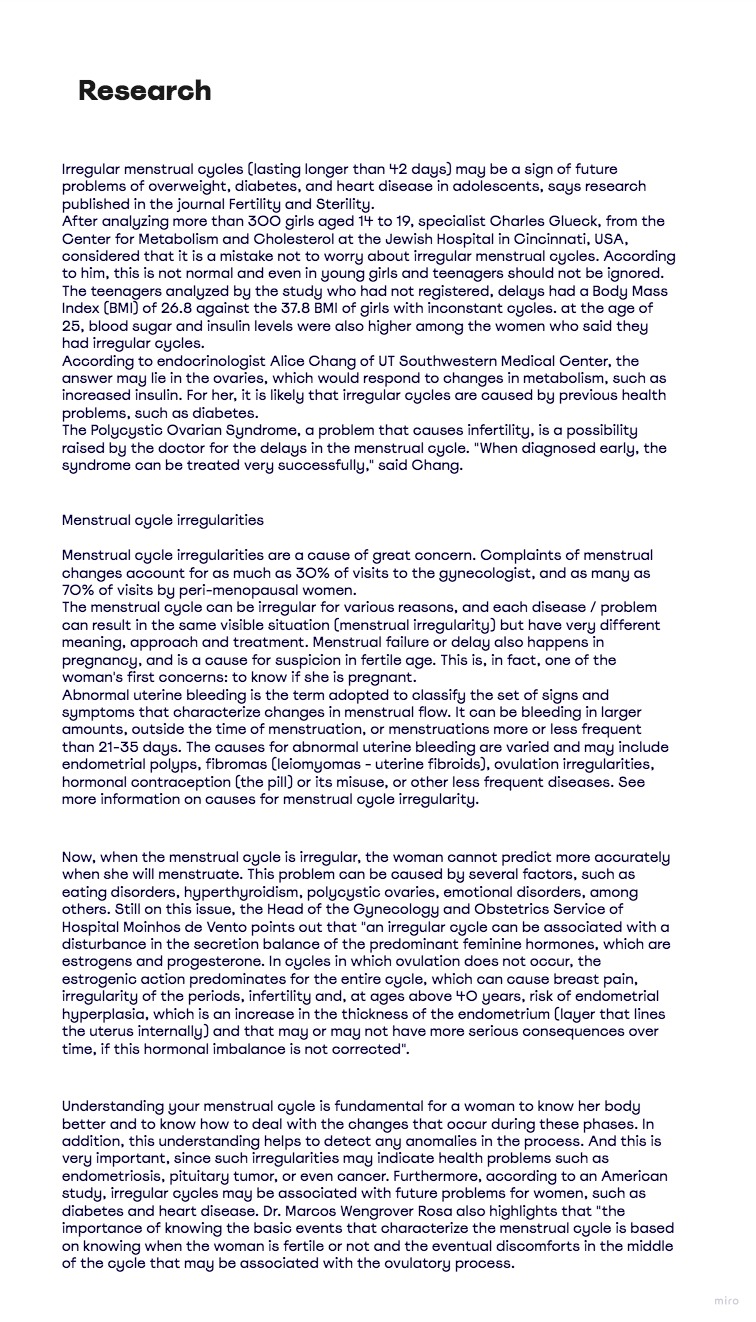 Research
Irregular menstrual cycles (lasting longer than 42 days) may be a sign of future
problems of overweight, diabetes, and heart disease in adolescents, says research
published in the journal Fertility and Sterility.
After analyzing more than 300 girls aged 14 to 19, specialist Charles Glueck, from the
Center for Metabolism and Cholesterol at the Jewish Hospital in Cincinnati, USA,
considered that it is a mistake not to worry about irregular menstrual cycles. According
to him, this is not normal and even in young girls and teenagers should not be ignored.
The teenagers analyzed by the study who had not registered, delays had a Body Mass
Index (BMI) of 26.8 against the 37.8 BMI of girls with inconstant cycles. at the age of
25, blood sugar and insulin levels were also higher among the women who said they
had irregular cycles.
According to endocrinologist Alice Chang of UT Southwestern Medical Center, the
answer may lie in the ovaries, which would respond to changes in metabolism, such as
increased insulin. For her, it is likely that irregular cycles are caused by previous health
problems, such as diabetes.
The Polycystic Ovarian Syndrome, a problem that causes infertility, is a possibility
raised by the doctor for the delays in the menstrual cycle. "When diagnosed early, the
syndrome can be treated very successfully," said Chang.
Menstrual cycle irregularities
Menstrual cycle irregularities are a cause of great concern. Complaints of menstrual
changes account for as much as 30% of visits to the gynecologist, and as many as
70% of visits by peri-menopausal women.
The menstrual cycle can be irregular for various reasons, and each disease / problem
can result in the same visible situation (menstrual irregularity) but have very different
meaning, approach and treatment. Menstrual failure or delay also happens in
pregnancy, and is a cause for suspicion in fertile age. This is, in fact, one of the
woman's first concerns: to know if she is pregnant.
Abnormal uterine bleeding is the term adopted to classify the set of signs and
symptoms that characterize changes in menstrual flow. It can be bleeding in larger
amounts, outside the time of menstruation, or menstruations more or less frequent
than 21-35 days. The causes for abnormal uterine bleeding are varied and may include
endometrial polyps, fibromas (leiomyomas - uterine fibroids), ovulation irregularities,
hormonal contraception (the pill) or its misuse, or other less frequent diseases. See
more information on causes for menstrual cycle irregularity.
Now, when the menstrual cycle is irregular, the woman cannot predict more accurately
when she will menstruate. This problem can be caused by several factors, such as
eating disorders, hyperthyroidism, polycystic ovaries, emotional disorders, among
others. Still on this issue, the Head of the Gynecology and Obstetrics Service of
Hospital Moinhos de Vento points out that "an irregular cycle can be associated with a
disturbance in the secretion balance of the predominant feminine hormones, which are
estrogens and progesterone. In cycles in which ovulation does not occur, the
estrogenic action predominates for the entire cycle, which can cause breast pain,
irregularity of the periods, infertility and, at ages above 40 years, risk of endometrial
hyperplasia, which is an increase in the thickness of the endometrium (layer that lines
the uterus internally) and that may or may not have more serious consequences over
time, if this hormonal imbalance is not corrected".
Understanding your menstrual cycle is fundamental for a woman to know her body
better and to know how to deal with the changes that occur during these phases. In
addition, this understanding helps to detect any anomalies in the process. And this is
very important, since such irregularities may indicate health problems such as
endometriosis, pituitary tumor, or even cancer. Furthermore, according to an American
study, irregular cycles may be associated with future problems for women, such as
diabetes and heart disease. Dr. Marcos Wengrover Rosa also highlights that "the
importance of knowing the basic events that characterize the menstrual cycle is based
on knowing when the woman is fertile or not and the eventual discomforts in the middle
of the cycle that may be associated with the ovulatory process.
miro